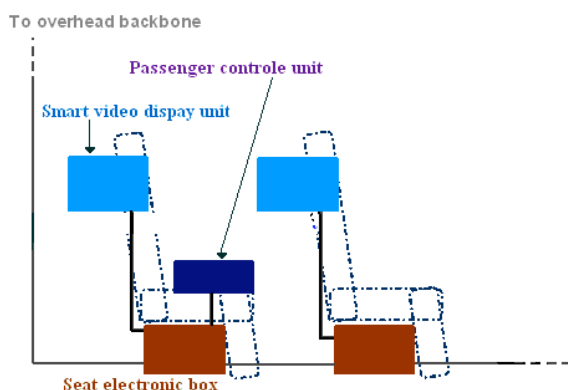 To overhead backbone
Passenger controle unit
Smart video dispay unit
Seat electronic box